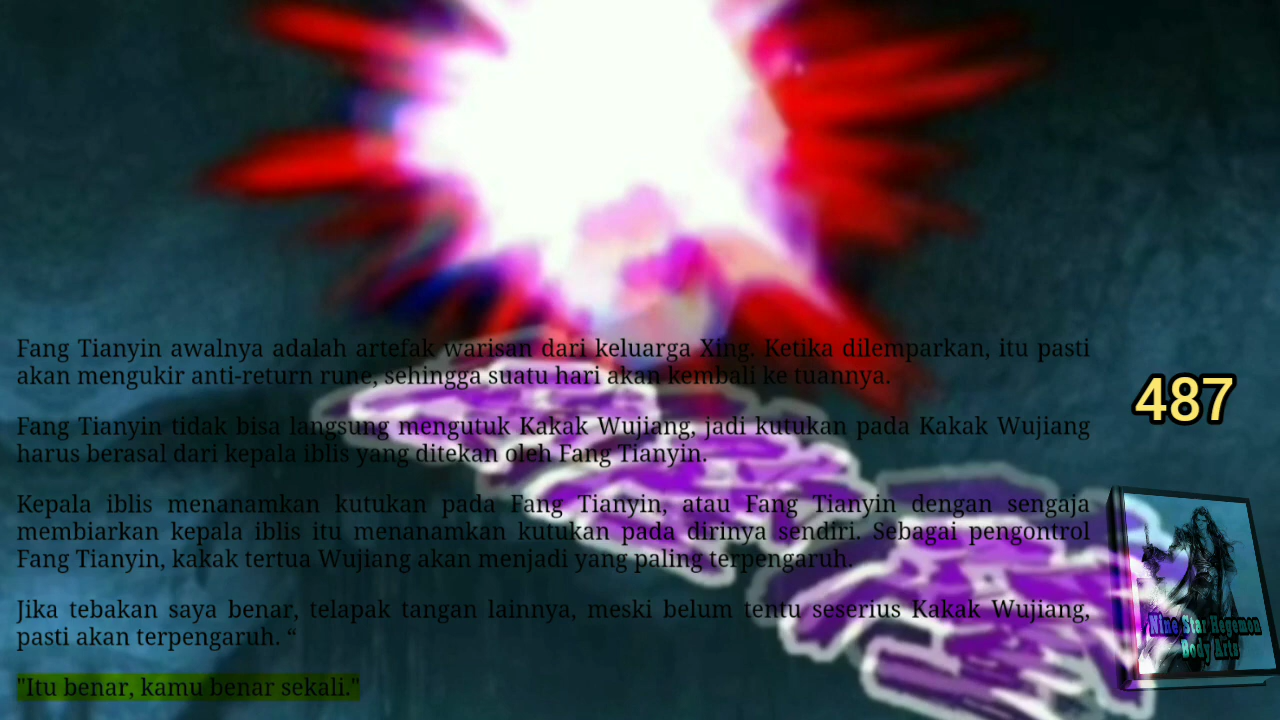 Fang Tianyin awalnya adalah artefak warisan dari keluarga Xing. Ketika dilemparkan, itu pasti
akan mengukir anti-return rune, sehingga suatu hari akan kembali ke tuannya.
Fang Tianyin tidak bisa langsung mengutuk Kakak Wujiang, jadi kutukan pada Kakak Wujiang
harus berasal dari kepala iblis yang ditekan oleh Fang Tianyin.
Kepala iblis menanamkan kutukan pada Fang Tianyin, atau Fang Tianyin dengan sengaja
membiarkan kepala iblis itu menanamkan kutukan pada dirinya sendiri. Sebagai pengontrol
Fang Tianyin, kakak tertua Wujiang akan menjadi yang paling terpengaruh.
Jika tebakan saya benar, telapak tangan lainnya, meski belum tentu seserius Kakak Wujiang,
pasti akan terpengaruh. “
"Itu benar, kamu benar sekali."
487
Nine Star Hegemon
Body Arts